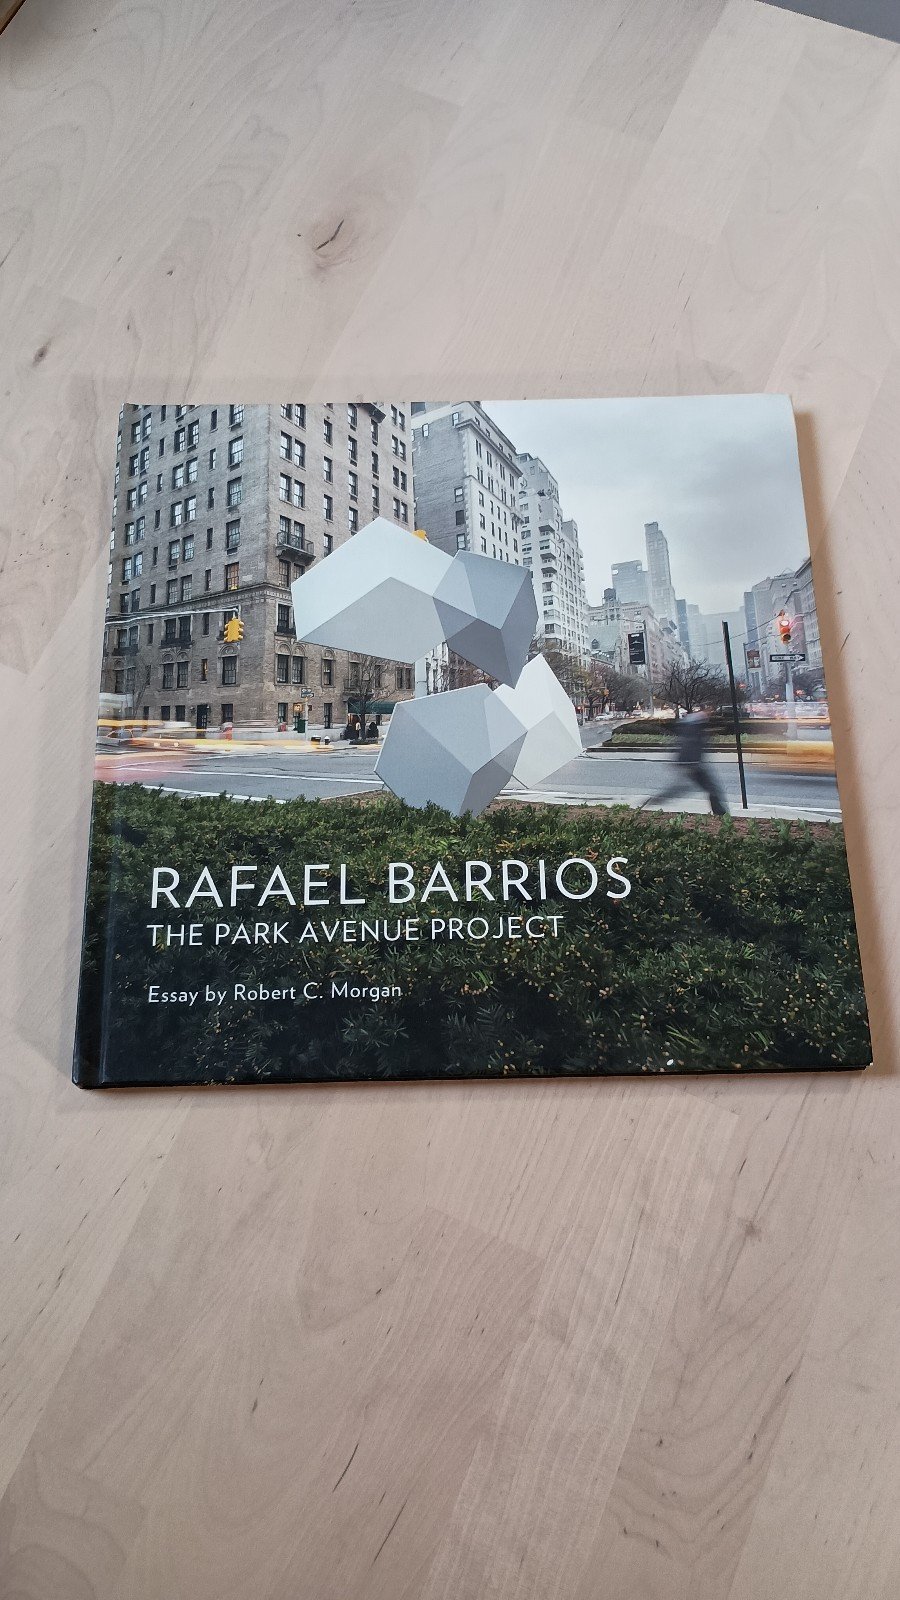 RAFAEL BARRIOS
THE PARK AVENUE PROJECT
Essay by Robert C. Morgan